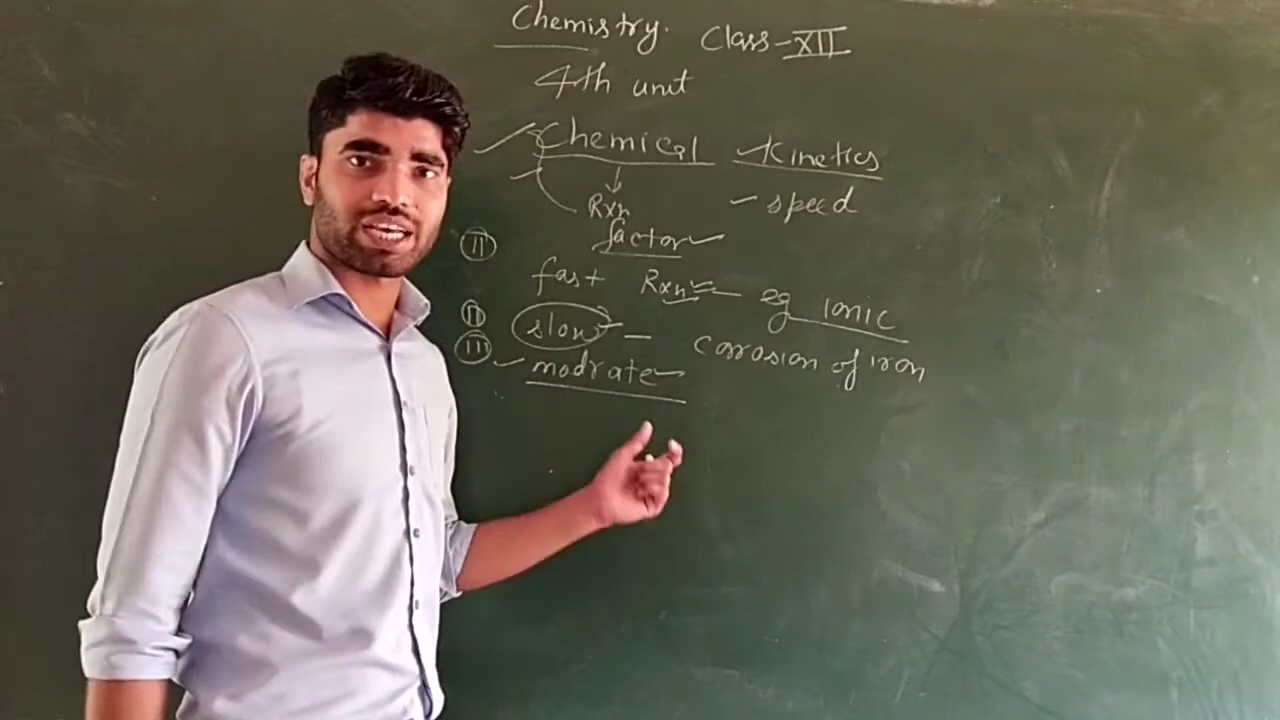 Chemistry. Class-XII
4th unit
Chemical Kinetics
Rxn speed
factor
II fast Rxn eg ionic
II slow - Corrosion of iron
III modrate